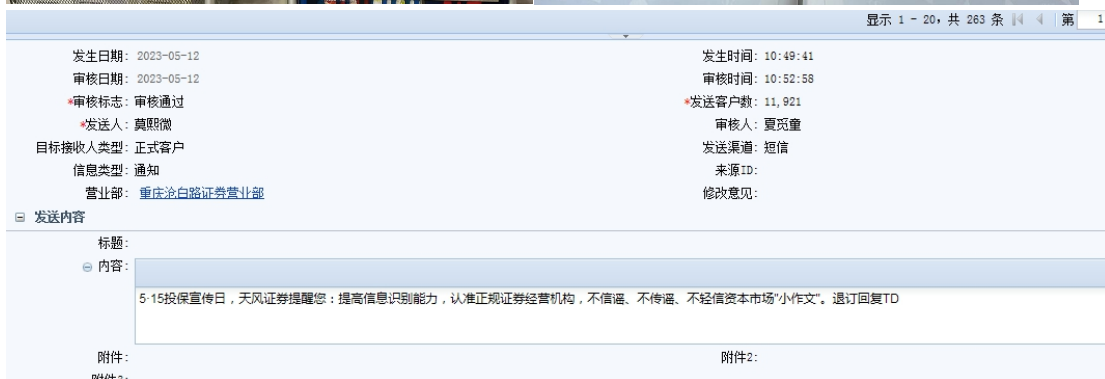 显示 1 - 20，共 263 条 第 1
发生日期: 2023-05-12 发生时间: 10:49:41
审核日期: 2023-05-12 审核时间: 10:52:58
*审核标志: 审核通过 *发送客户数: 11,921
*发送人: 莫熙微 审核人: 夏觅童
目标接收人类型: 正式客户 发送渠道: 短信
信息类型: 通知 来源ID:
营业部: 重庆沧白路证券营业部 修改意见:
发送内容
标题:
内容:
5·15投保宣传日，天风证券提醒您：提高信息识别能力，认准正规证券经营机构，不信谣、不传谣、不轻信资本市场"小作文"。退订回复TD
附件: 附件2: